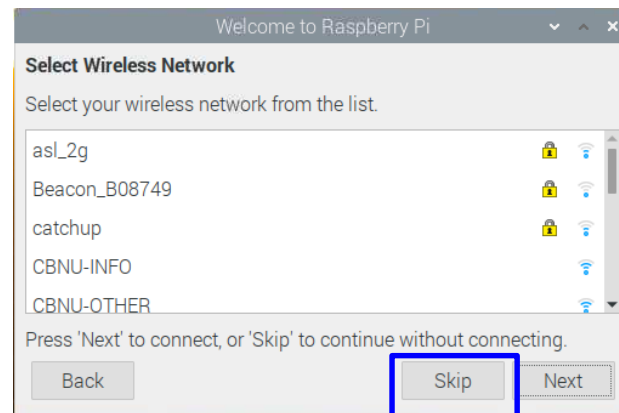 Welcome to Raspberry Pi
Select Wireless Network
Select your wireless network from the list.
asl_2g
Beacon_B08749
catchup
CBNU-INFO
CBNU-OTHER
Press 'Next' to connect, or 'Skip' to continue without connecting.
Back Skip Next